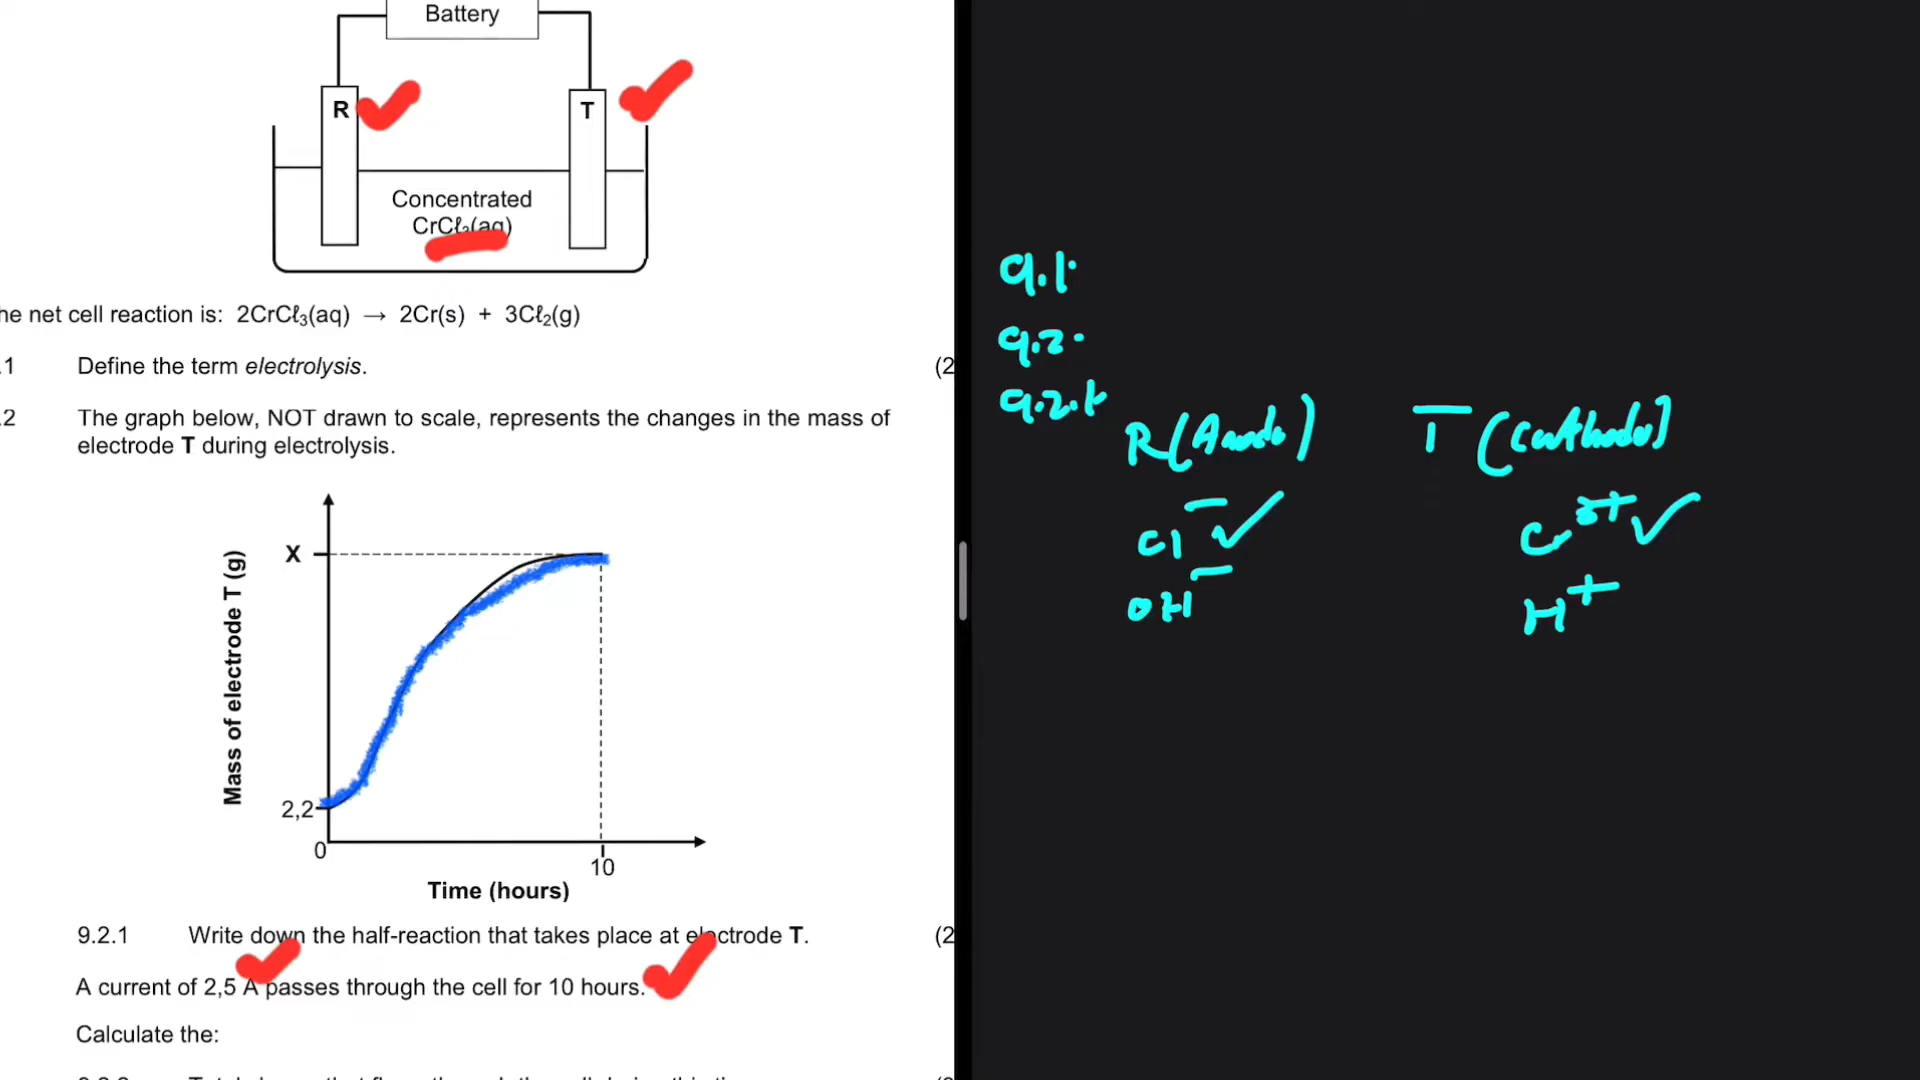 Battery
R
T
Concentrated
CrCℓ₃(aq)
he net cell reaction is: 2CrCℓ₃(aq) → 2Cr(s) + 3Cℓ₂(g)
.1 Define the term electrolysis. (2
.2 The graph below, NOT drawn to scale, represents the changes in the mass of
electrode T during electrolysis.
X
Mass of electrode T (g)
2,2
0
10
Time (hours)
9.2.1 Write down the half-reaction that takes place at electrode T. (2
A current of 2,5 A passes through the cell for 10 hours.
Calculate the:
9.1.
9.2.
9.2.1
R(Anode) T (Cathode)
Cl⁻ ✓ Cr³⁺ ✓
OH⁻ H⁺